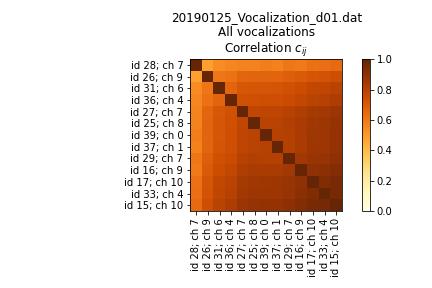 20190125_Vocalization_d01.dat
All vocalizations
Correlation c_ij
id 28; ch 7
id 26; ch 9
id 31; ch 6
id 36; ch 4
id 27; ch 7
id 25; ch 8
id 39; ch 0
id 37; ch 1
id 29; ch 7
id 16; ch 9
id 17; ch 10
id 33; ch 4
id 15; ch 10
id 28; ch 7
id 26; ch 9
id 31; ch 6
id 36; ch 4
id 27; ch 7
id 25; ch 8
id 39; ch 0
id 37; ch 1
id 29; ch 7
id 16; ch 9
id 17; ch 10
id 33; ch 4
id 15; ch 10
1.0
0.8
0.6
0.4
0.2
0.0